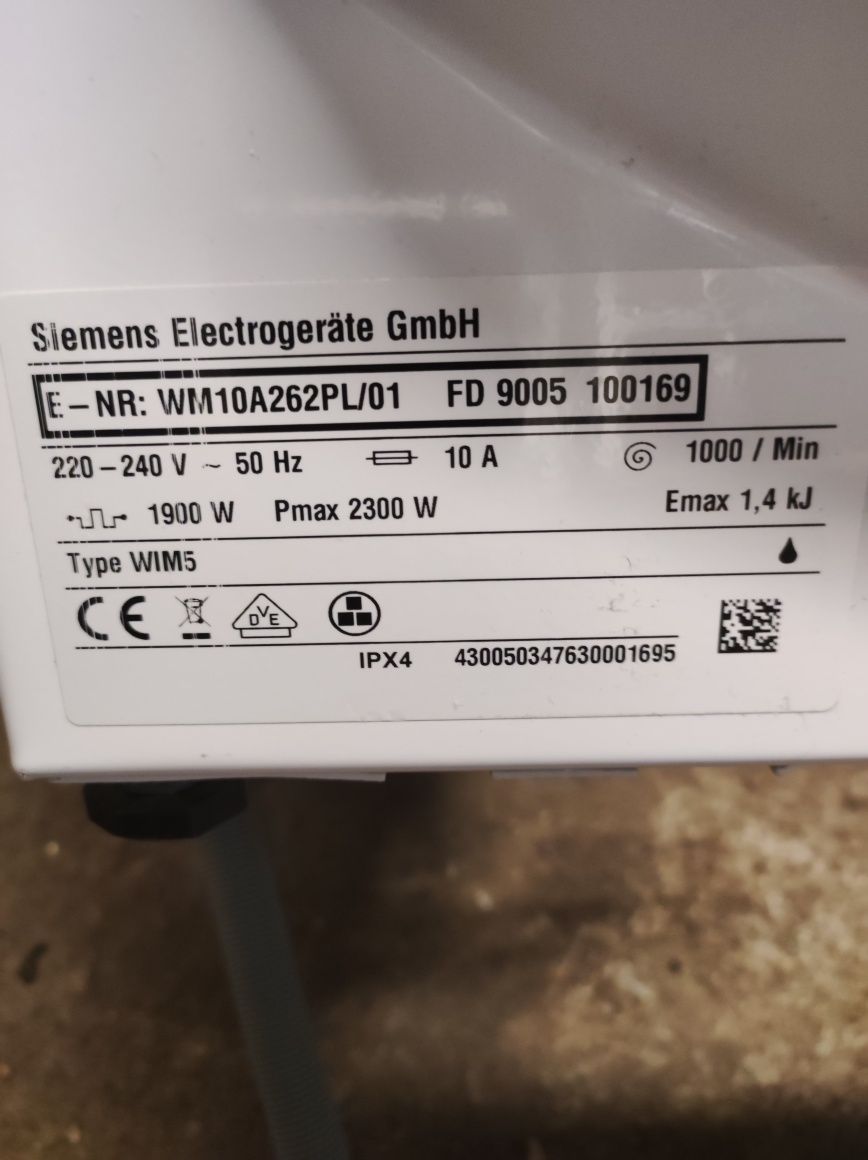 Siemens Electrogeräte GmbH
E – NR: WM10A262PL/01 FD 9005 100169
220 – 240 V ~ 50 Hz 10 A 1000 / Min
1900 W Pmax 2300 W Emax 1,4 kJ
Type WIM5
CE DVE
IPX4 430050347630001695